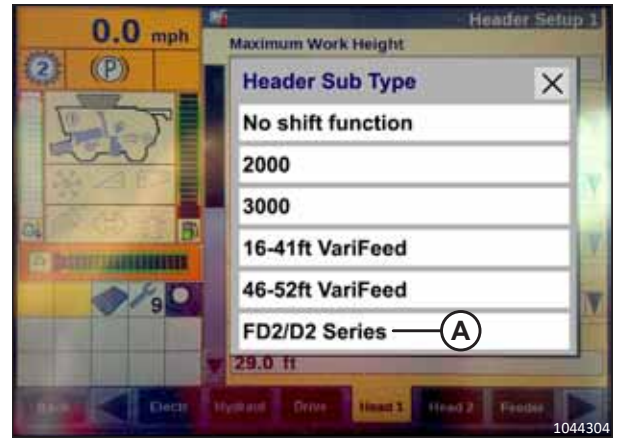 0.0 mph
Header Setup 1
Maximum Work Height
2
P
Header Sub Type
No shift function
2000
3000
16-41ft VariFeed
46-52ft VariFeed
FD2/D2 Series
A
9
29.0 ft
Back
Electr
Hydraul
Drive
Head 1
Head 2
Feeder
1044304